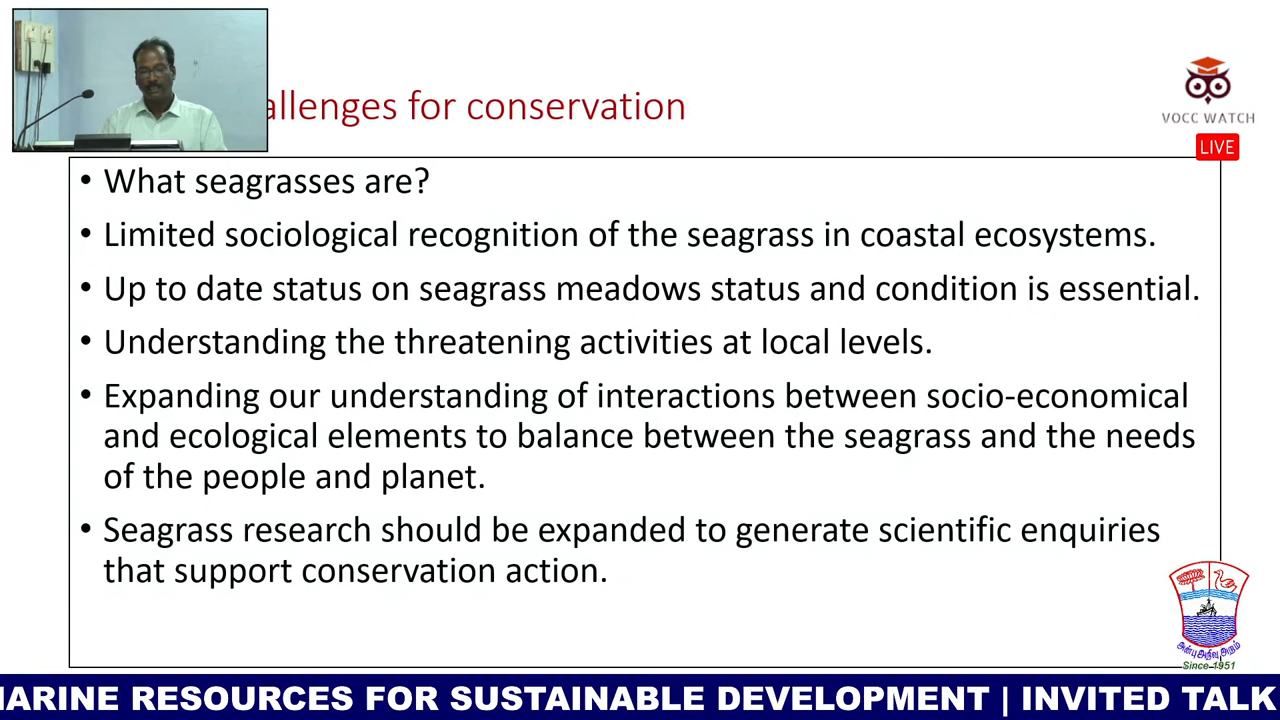 allenges for conservation
VOCC WATCH
LIVE
• What seagrasses are?
• Limited sociological recognition of the seagrass in coastal ecosystems.
• Up to date status on seagrass meadows status and condition is essential.
• Understanding the threatening activities at local levels.
• Expanding our understanding of interactions between socio-economical
and ecological elements to balance between the seagrass and the needs
of the people and planet.
• Seagrass research should be expanded to generate scientific enquiries
that support conservation action.
அன்பு அறிவு அரும்
Since 1951
MARINE RESOURCES FOR SUSTAINABLE DEVELOPMENT | INVITED TALK